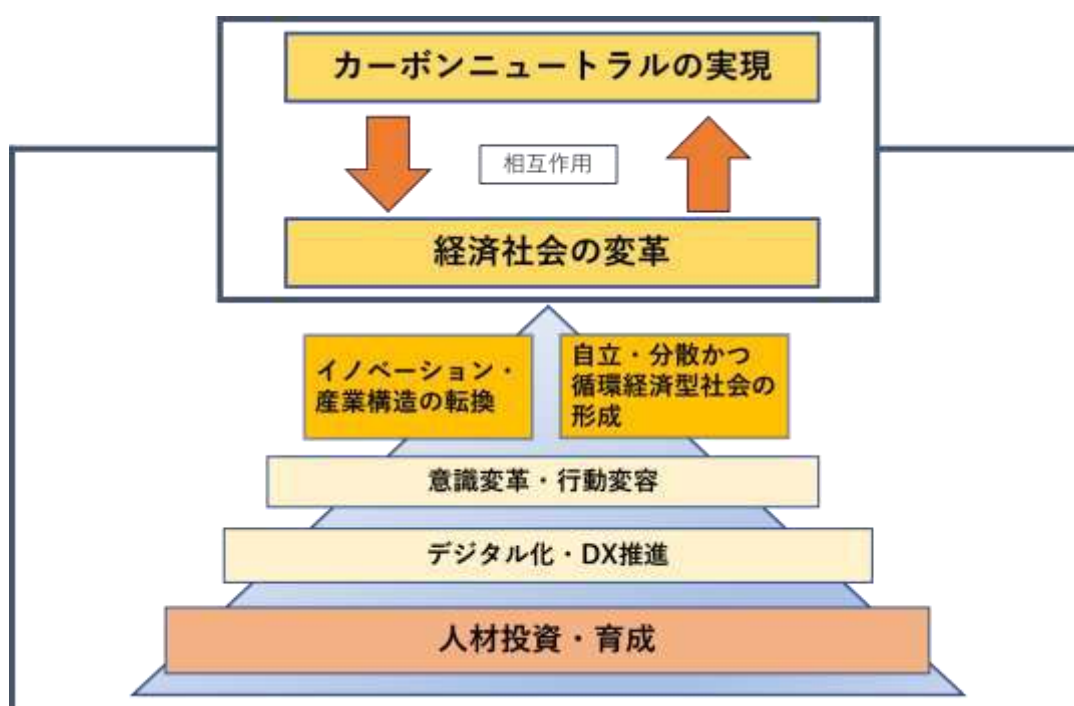 カーボンニュートラルの実現
相互作用
経済社会の変革
イノベーション・
産業構造の転換
自立・分散かつ
循環経済型社会の
形成
意識変革・行動変容
デジタル化・DX推進
人材投資・育成